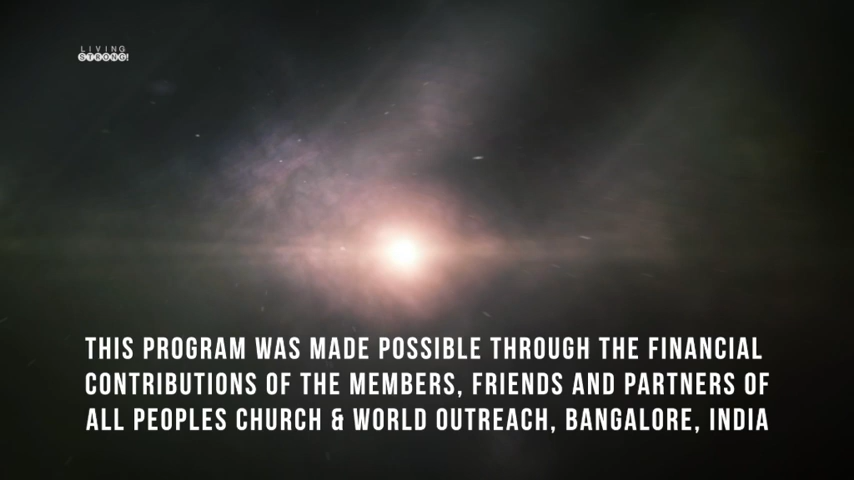 LIVING
STRONG!
THIS PROGRAM WAS MADE POSSIBLE THROUGH THE FINANCIAL
CONTRIBUTIONS OF THE MEMBERS, FRIENDS AND PARTNERS OF
ALL PEOPLES CHURCH & WORLD OUTREACH, BANGALORE, INDIA